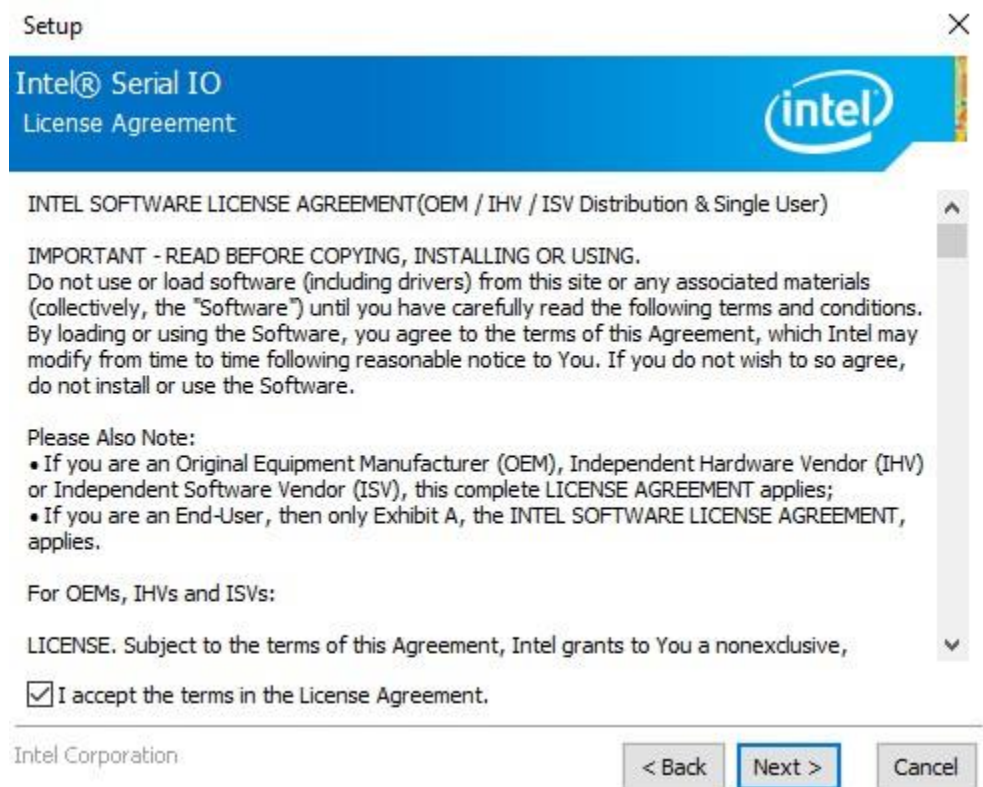 Setup
Intel® Serial IO
License Agreement
intel
INTEL SOFTWARE LICENSE AGREEMENT(OEM / IHV / ISV Distribution & Single User)
IMPORTANT - READ BEFORE COPYING, INSTALLING OR USING.
Do not use or load software (including drivers) from this site or any associated materials
(collectively, the "Software") until you have carefully read the following terms and conditions.
By loading or using the Software, you agree to the terms of this Agreement, which Intel may
modify from time to time following reasonable notice to You. If you do not wish to so agree,
do not install or use the Software.
Please Also Note:
• If you are an Original Equipment Manufacturer (OEM), Independent Hardware Vendor (IHV)
or Independent Software Vendor (ISV), this complete LICENSE AGREEMENT applies;
• If you are an End-User, then only Exhibit A, the INTEL SOFTWARE LICENSE AGREEMENT,
applies.
For OEMs, IHVs and ISVs:
LICENSE. Subject to the terms of this Agreement, Intel grants to You a nonexclusive,
I accept the terms in the License Agreement.
Intel Corporation
< Back Next > Cancel